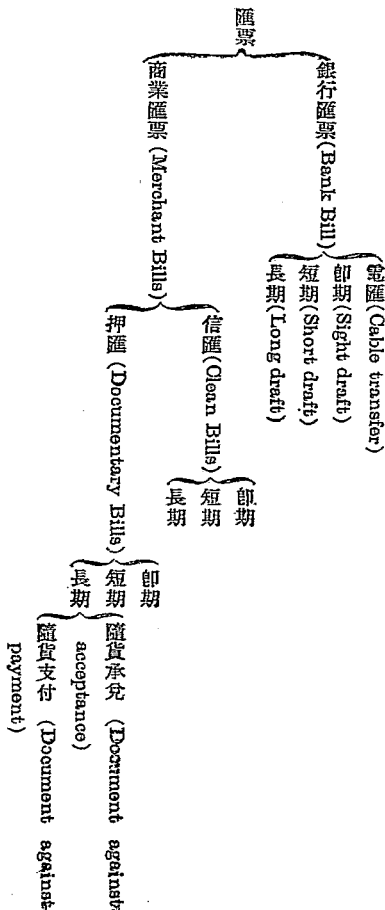 匯票
銀行匯票(Bank Bill)
電匯(Cable transfer)
即期(Sight draft)
短期(Short draft)
長期(Long draft)
商業匯票(Merchant Bills)
信匯(Clean Bills)
即期
短期
長期
押匯(Documentary Bills)
即期
短期
長期
隨貨承兌 (Document against
acceptance)
隨貨支付 (Document against
payment)